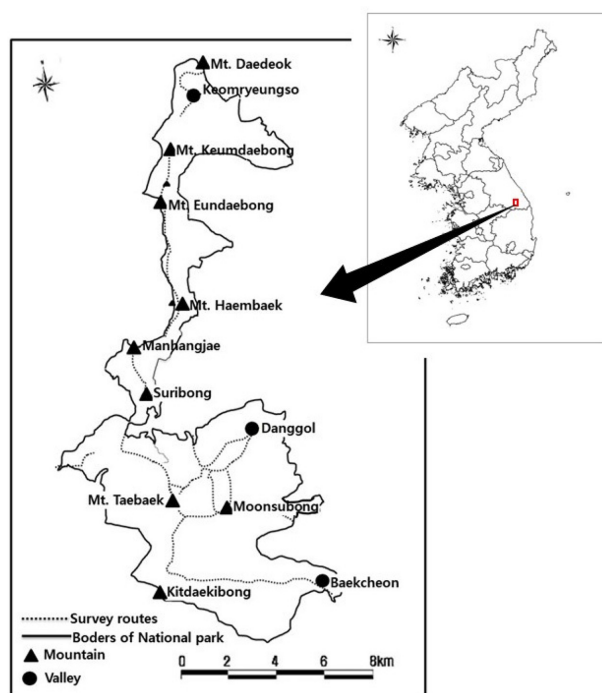 Mt. Daedeok
Keomryeungso
Mt. Keumdaebong
Mt. Eundaebong
Mt. Haembaek
Manhangjae
Suribong
Danggol
Mt. Taebaek
Moonsubong
Baekcheon
Kitdaekibong
Survey routes
Boders of National park
Mountain
Valley
0 2 4 6 8km